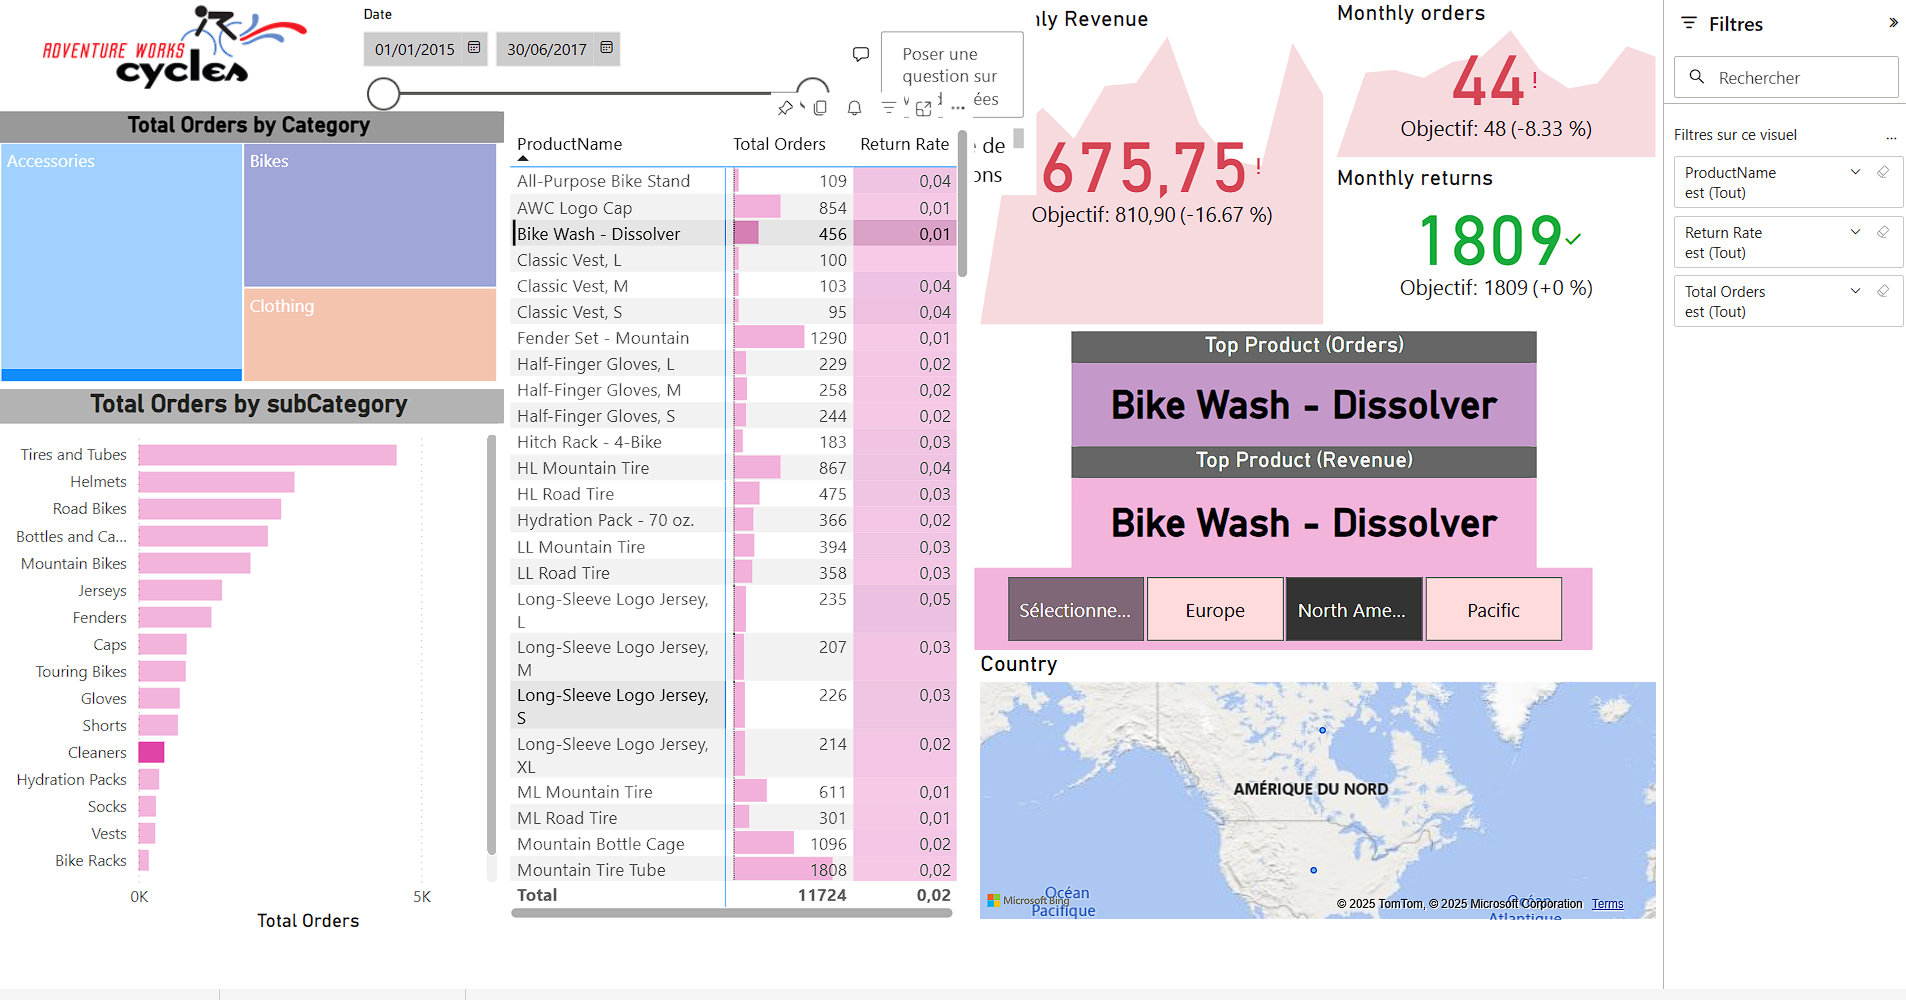 ADVENTURE WORKS
cycles
Date
01/01/2015
30/06/2017
Poser une
question sur
ées
de
ons
Total Orders by Category
Accessories
Bikes
Clothing
Total Orders by subCategory
Tires and Tubes
Helmets
Road Bikes
Bottles and Ca...
Mountain Bikes
Jerseys
Fenders
Caps
Touring Bikes
Gloves
Shorts
Cleaners
Hydration Packs
Socks
Vests
Bike Racks
0K
5K
Total Orders
ProductName Total Orders Return Rate
All-Purpose Bike Stand 109 0,04
AWC Logo Cap 854 0,01
Bike Wash - Dissolver 456 0,01
Classic Vest, L 100
Classic Vest, M 103 0,04
Classic Vest, S 95 0,04
Fender Set - Mountain 1290 0,01
Half-Finger Gloves, L 229 0,02
Half-Finger Gloves, M 258 0,02
Half-Finger Gloves, S 244 0,02
Hitch Rack - 4-Bike 183 0,03
HL Mountain Tire 867 0,04
HL Road Tire 475 0,03
Hydration Pack - 70 oz. 366 0,02
LL Mountain Tire 394 0,03
LL Road Tire 358 0,03
Long-Sleeve Logo Jersey, 235 0,05
L
Long-Sleeve Logo Jersey, 207 0,03
M
Long-Sleeve Logo Jersey, 226 0,03
S
Long-Sleeve Logo Jersey, 214 0,02
XL
ML Mountain Tire 611 0,01
ML Road Tire 301 0,01
Mountain Bottle Cage 1096 0,02
Mountain Tire Tube 1808 0,02
Total 11724 0,02
ly Revenue
675,75!
Objectif: 810,90 (-16.67 %)
Monthly orders
44!
Objectif: 48 (-8.33 %)
Monthly returns
1809
Objectif: 1809 (+0 %)
Top Product (Orders)
Bike Wash - Dissolver
Top Product (Revenue)
Bike Wash - Dissolver
Sélectionne...
Europe
North Ame...
Pacific
Country
AMÉRIQUE DU NORD
Océan
Pacifique
Océan
Atlantique
Microsoft Bing
© 2025 TomTom, © 2025 Microsoft Corporation Terms
Filtres
Rechercher
Filtres sur ce visuel ...
ProductName
est (Tout)
Return Rate
est (Tout)
Total Orders
est (Tout)